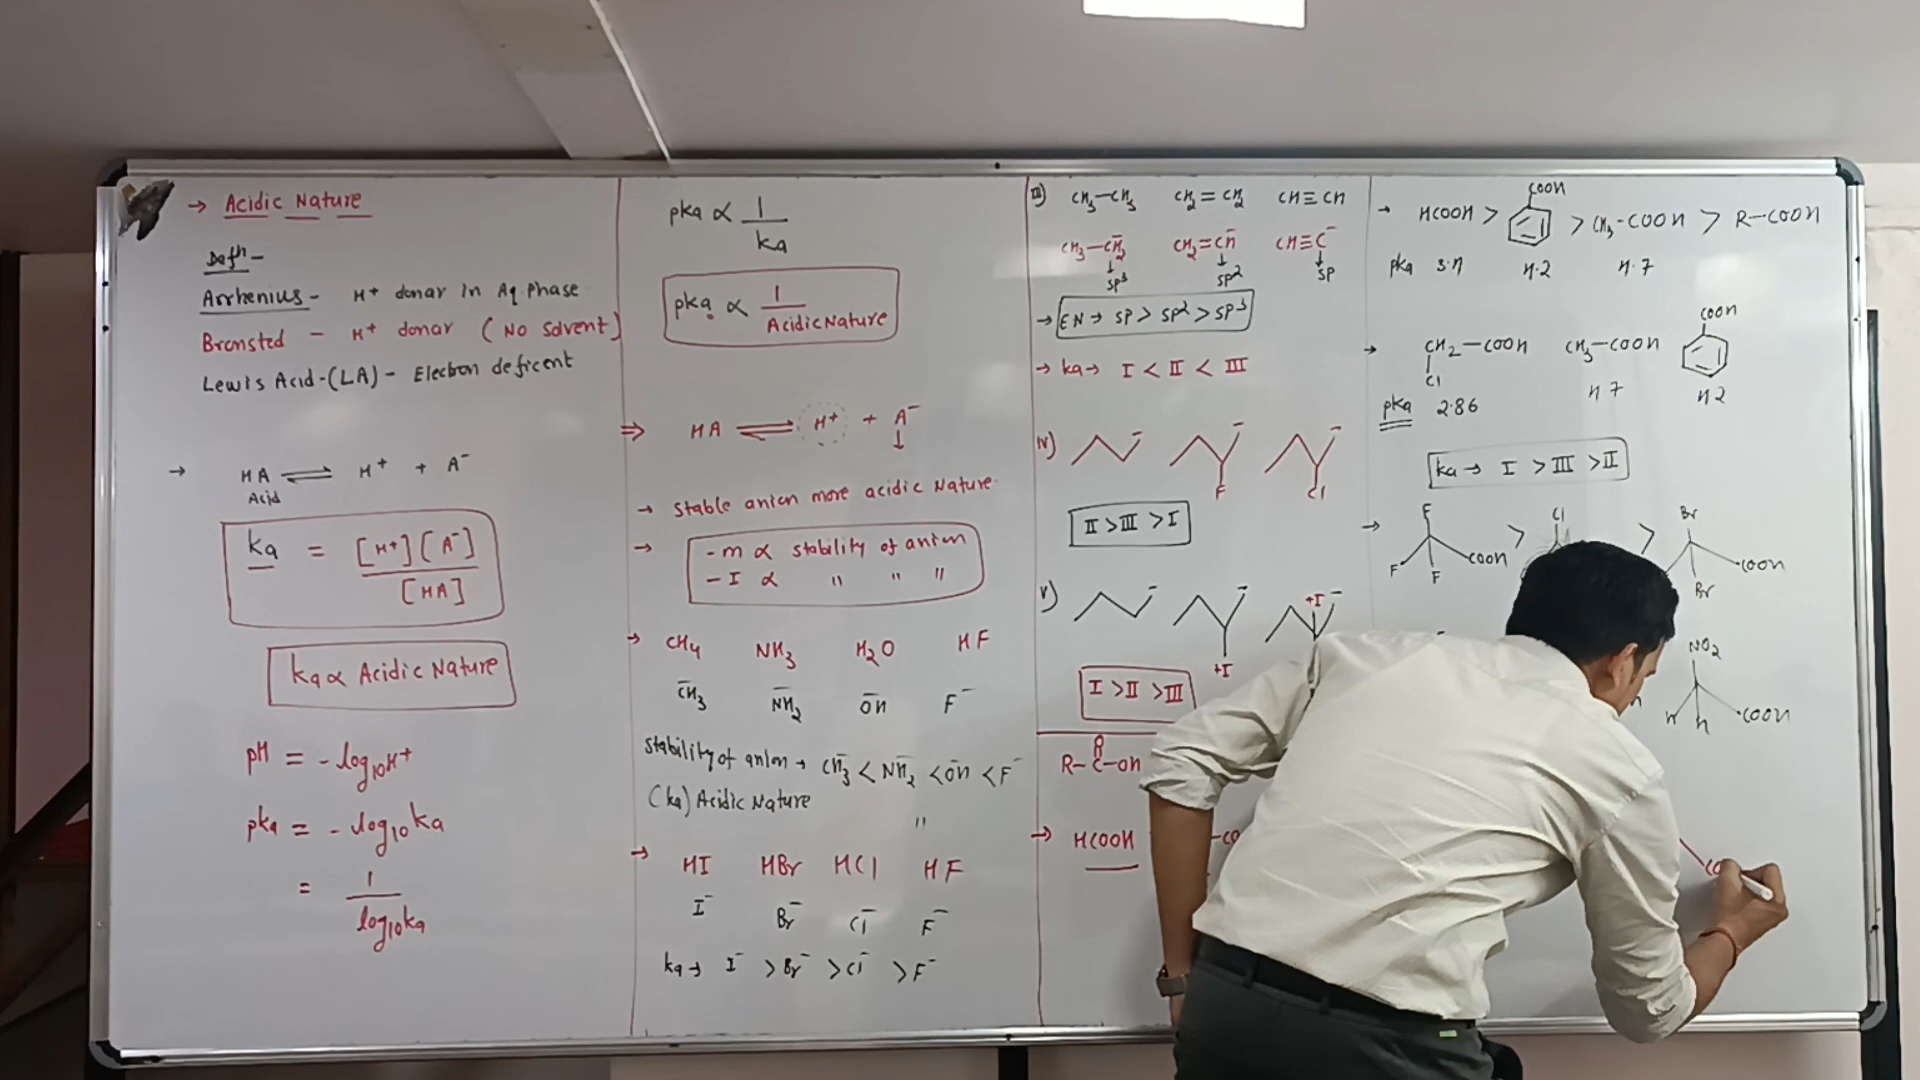 → Acidic Nature
Defn -
Arrhenius - H+ donar in Aq. Phase
Bronsted - H+ donar ( No Solvent)
Lewis Acid-(LA) - Electron deficent
→ HA ⇌ H+ + A-
Acid
ka = [H+][A-] / [HA]
ka ∝ Acidic Nature
pH = - log10H+
pka = - log10ka
= 1 / log10ka
pka ∝ 1 / ka
pka ∝ 1 / Acidic Nature
⇒ HA ⇌ H+ + A-
↓
→ stable anion more acidic Nature
→ -m ∝ stability of anion
-I ∝ " " "
→ CH4 NH3 H2O HF
C̄H3 N̄H2 ŌH F-
Stability of anion → C̄H3 < N̄H2 < ŌH < F-
(ka) Acidic Nature "
→ HI HBr HCl HF
I- Br- Cl- F-
ka → I- > Br- > Cl- > F-
III) CH3-CH3 CH2=CH2 CH≡CH
CH3-C̄H2 CH2=C̄H CH≡C-
↓ ↓ ↓
SP3 SP2 SP
→ EN → SP > SP2 > SP3
→ ka → I < II < III
IV) - - -
F Cl
II > III > I
V) - - +I -
+I
I > II > III
O
R-C-OH
→ HCOOH
COOH
→ HCOOH > > CH3-COOH > R-COOH
pka 4.2 4.7
COOH
→ CH2-COOH CH3-COOH
Cl
pka 2.86 4.7 4.2
ka → I > III > II
→ F Cl Br
> >
F F COOH Br COOH
NO2
H H COOH